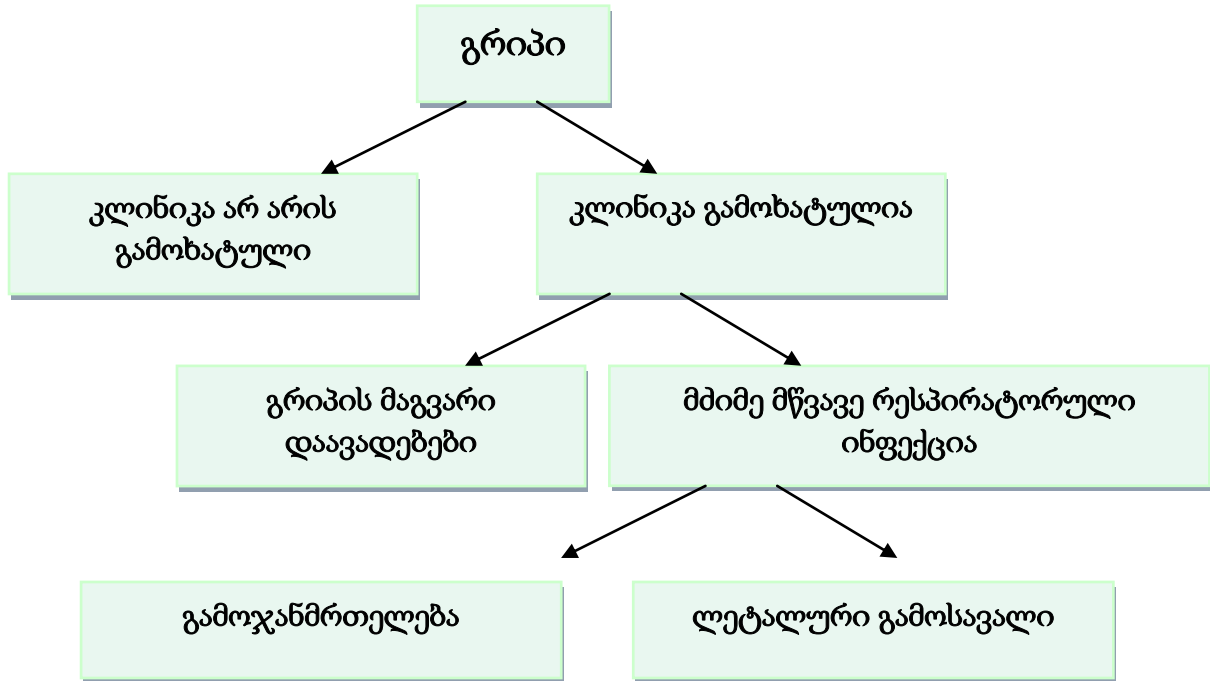 გრიპი
კლინიკა არ არის
გამოხატული
კლინიკა გამოხატულია
გრიპის მაგვარი
დაავადებები
მძიმე მწვავე რესპირატორული
ინფექცია
გამოჯანმრთელება
ლეტალური გამოსავალი